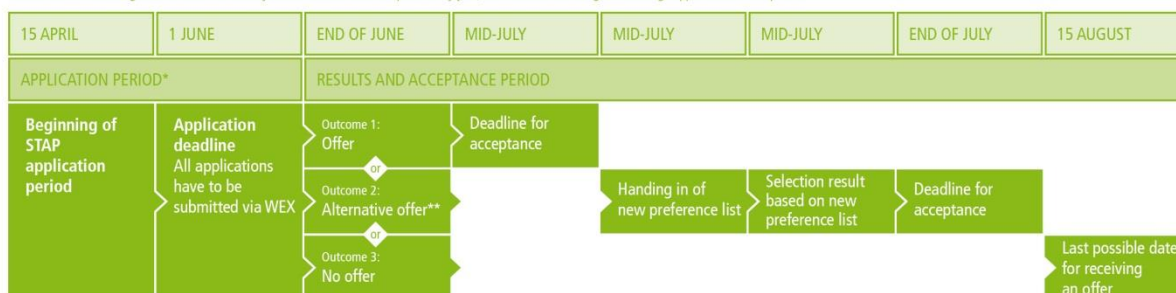 15 APRIL
1 JUNE
END OF JUNE
MID-JULY
MID-JULY
MID-JULY
END OF JULY
15 AUGUST
APPLICATION PERIOD*
RESULTS AND ACCEPTANCE PERIOD
Beginning of
STAP
application
period
Application
deadline
All applications
have to be
submitted via WEX
Outcome 1:
Offer
Deadline for
acceptance
or
Outcome 2:
Alternative offer**
Handing in of
new preference list
Selection result
based on new
preference list
Deadline for
acceptance
or
Outcome 3:
No offer
Last possible date
for receiving
an offer